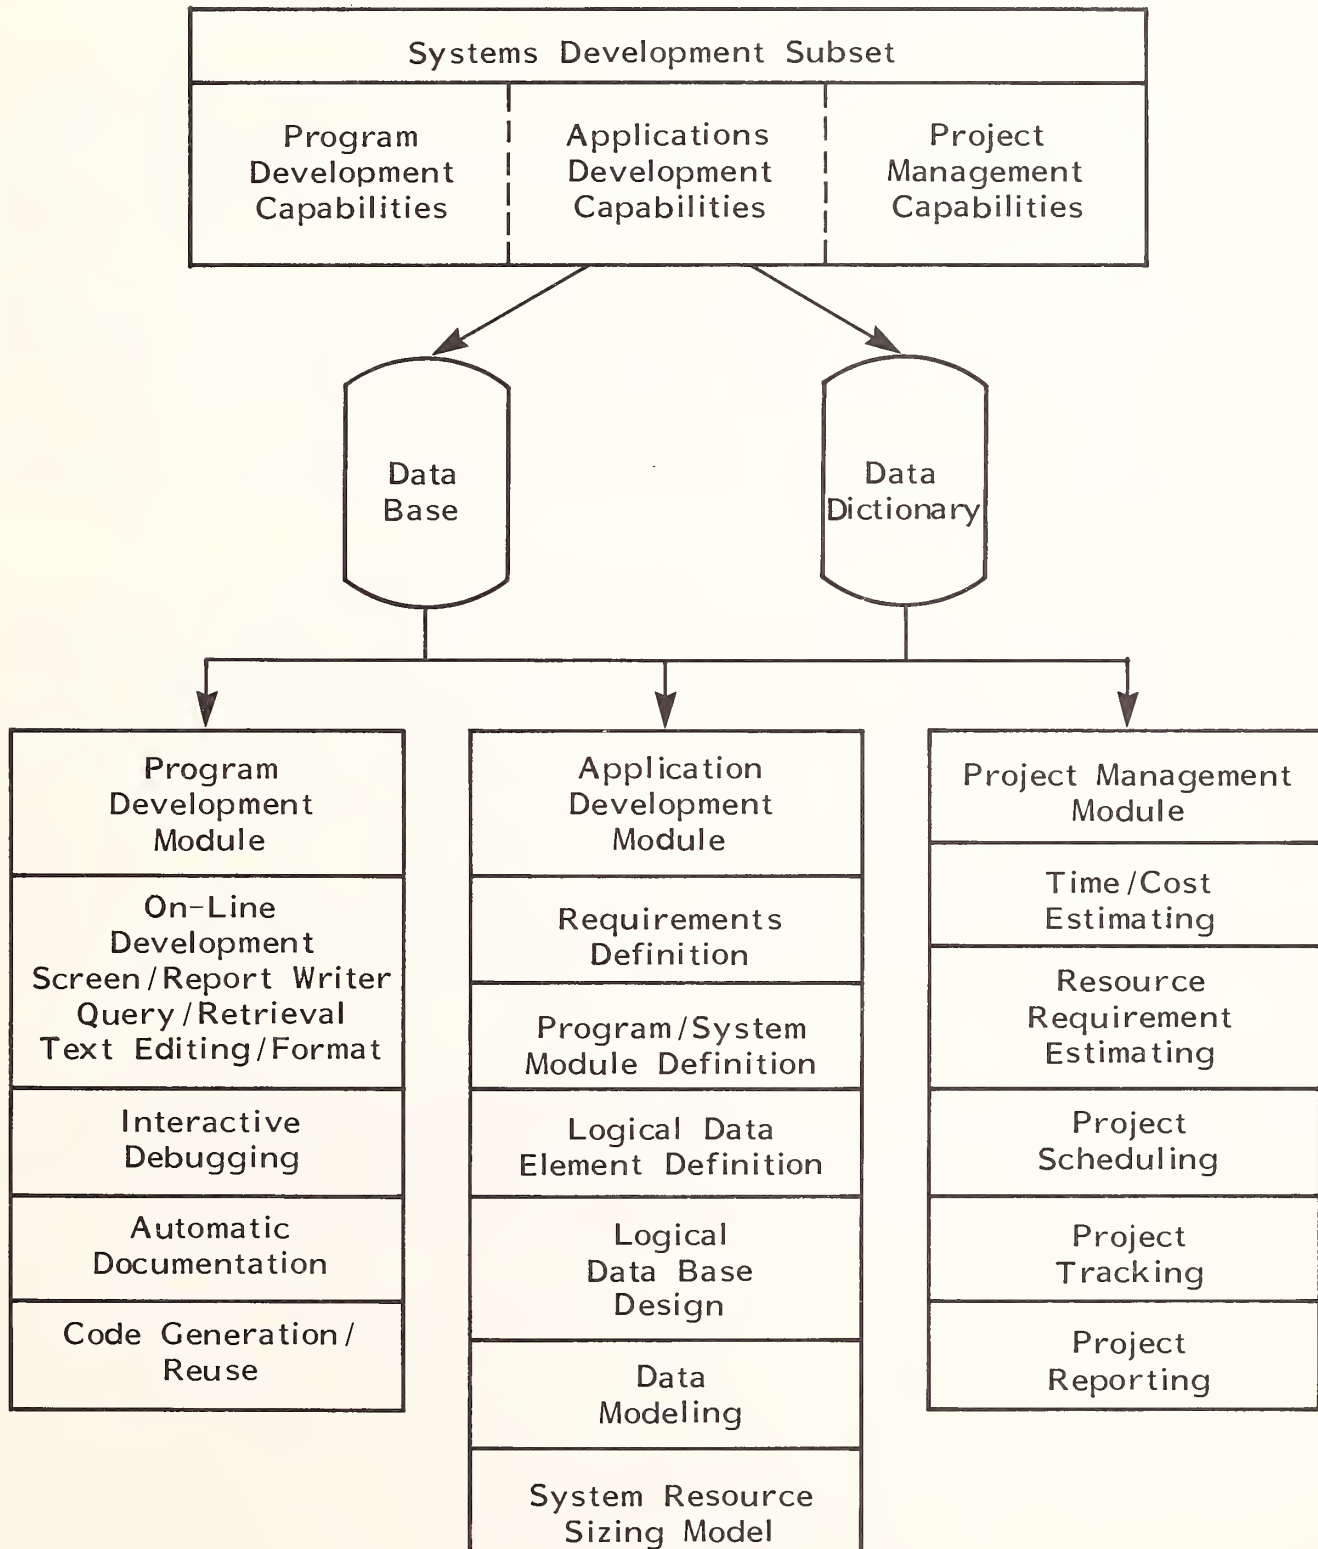 Systems Development Subset
Program
Development
Capabilities
Applications
Development
Capabilities
Project
Management
Capabilities
Data
Base
Data
Dictionary
Program
Development
Module
On-Line
Development
Screen/Report Writer
Query/Retrieval
Text Editing/Format
Interactive
Debugging
Automatic
Documentation
Code Generation/
Reuse
Application
Development
Module
Requirements
Definition
Program/System
Module Definition
Logical Data
Element Definition
Logical
Data Base
Design
Data
Modeling
System Resource
Sizing Model
Project Management
Module
Time/Cost
Estimating
Resource
Requirement
Estimating
Project
Scheduling
Project
Tracking
Project
Reporting